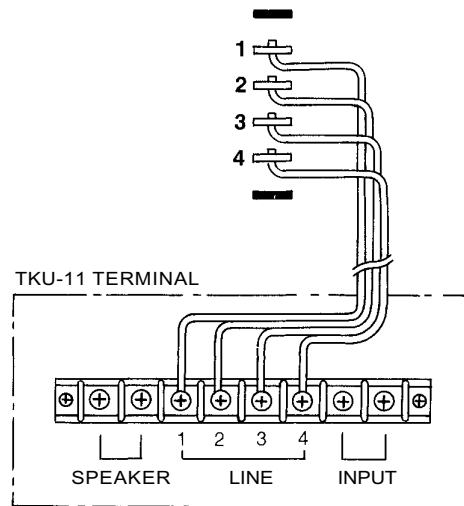 1
2
3
4
TKU-11 TERMINAL
1 2 3 4
SPEAKER LINE INPUT